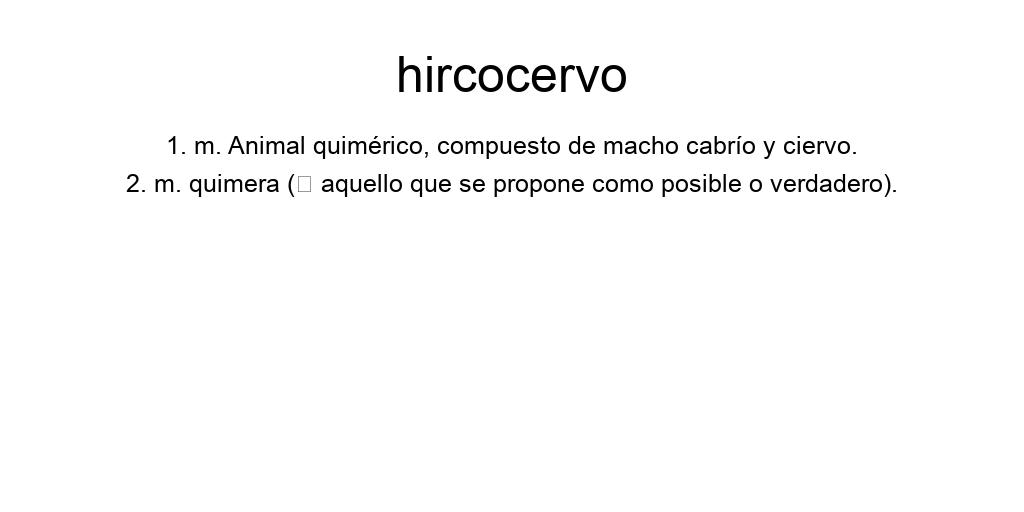 hircocervo
1. m. Animal quimérico, compuesto de macho cabrío y ciervo.
2. m. quimera (□ aquello que se propone como posible o verdadero).